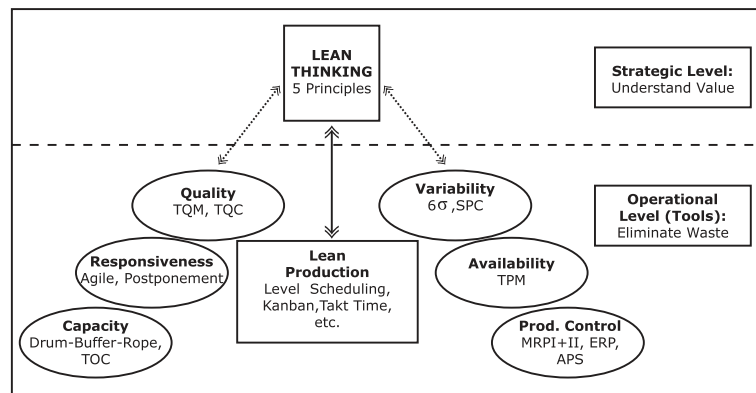 LEAN
THINKING
5 Principles
Strategic Level:
Understand Value
Quality
TQM, TQC
Variability
6σ,SPC
Operational
Level (Tools):
Eliminate Waste
Responsiveness
Agile, Postponement
Lean
Production
Level Scheduling,
Kanban,Takt Time,
etc.
Availability
TPM
Capacity
Drum-Buffer-Rope,
TOC
Prod. Control
MRPI+II, ERP,
APS